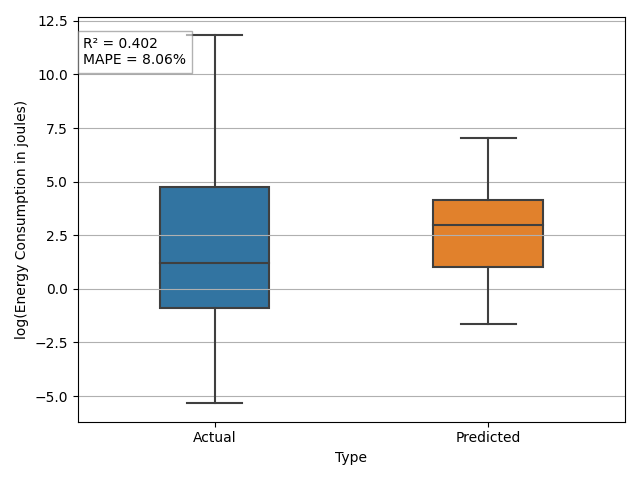 12.5
10.0
7.5
5.0
2.5
0.0
−2.5
−5.0
log(Energy Consumption in joules)
R² = 0.402
MAPE = 8.06%
Actual
Predicted
Type